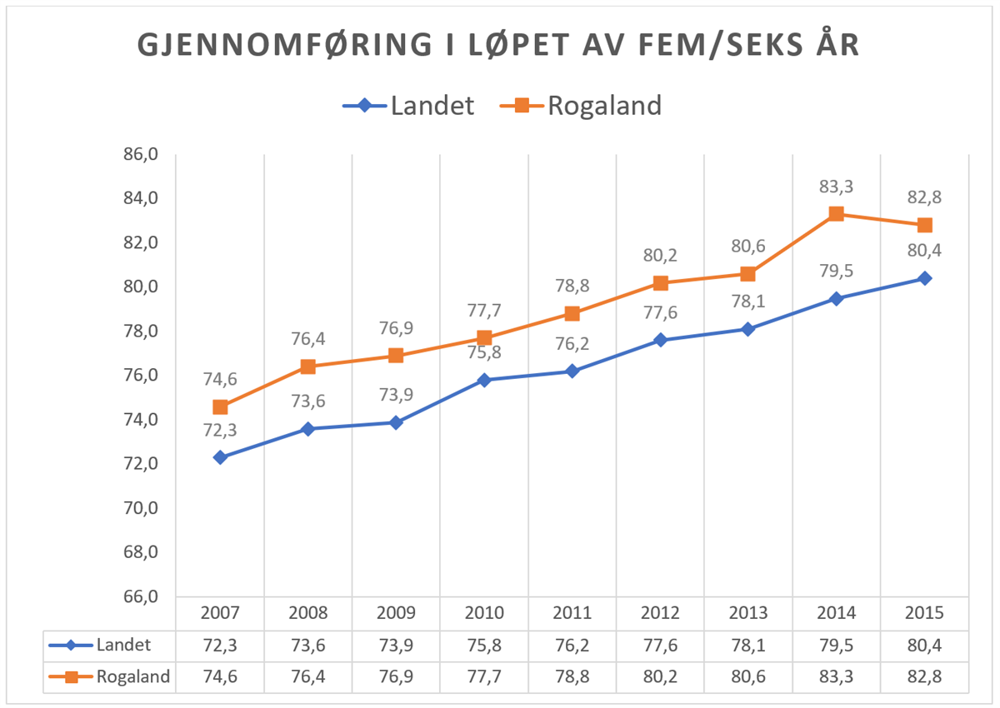 GJENNOMFØRING I LØPET AV FEM/SEKS ÅR
Landet Rogaland
86,0
84,0
82,0
80,0
78,0
76,0
74,0
72,0
70,0
68,0
66,0
74,6 76,4 76,9 77,7 78,8 80,2 80,6 83,3 82,8
72,3 73,6 73,9 75,8 76,2 77,6 78,1 79,5 80,4
2007 2008 2009 2010 2011 2012 2013 2014 2015
Landet 72,3 73,6 73,9 75,8 76,2 77,6 78,1 79,5 80,4
Rogaland 74,6 76,4 76,9 77,7 78,8 80,2 80,6 83,3 82,8